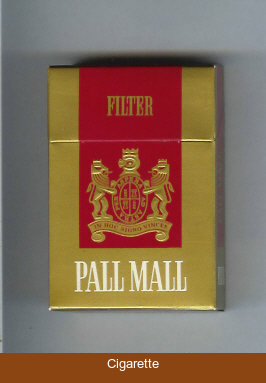 FILTER
IN HOC SIGNO VINCES
PALL MALL
Cigarette